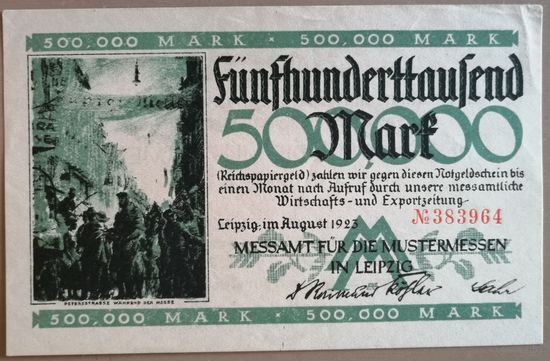 500,000 MARK × 500,000 MARK
Fünfhunderttausend
500,000
Mark
(Reichspapiergeld) zahlen wir gegen diesen Notgeldschein bis
einen Monat nach Aufruf durch unsere messamtliche
Wirtschafts- und Exportzeitung.
Leipzig, im August 1923
№383964
MESSAMT FÜR DIE MUSTERMESSEN
IN LEIPZIG
PETERSSTRASSE WÄHREND DER MESSE
500,000 MARK × 500,000 MARK